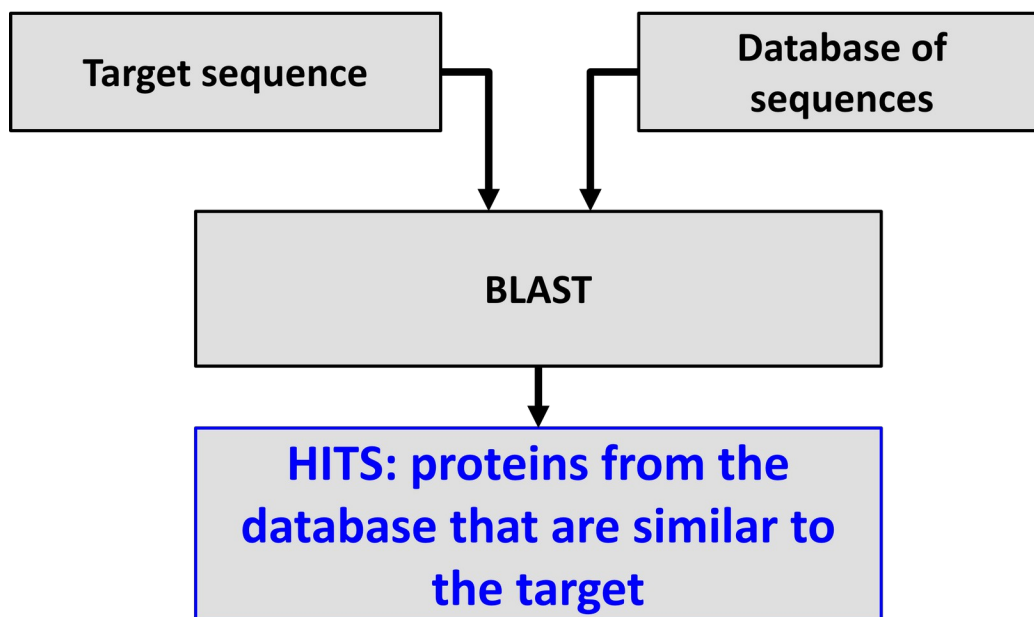 Target sequence
Database of
sequences
BLAST
HITS: proteins from the
database that are similar to
the target